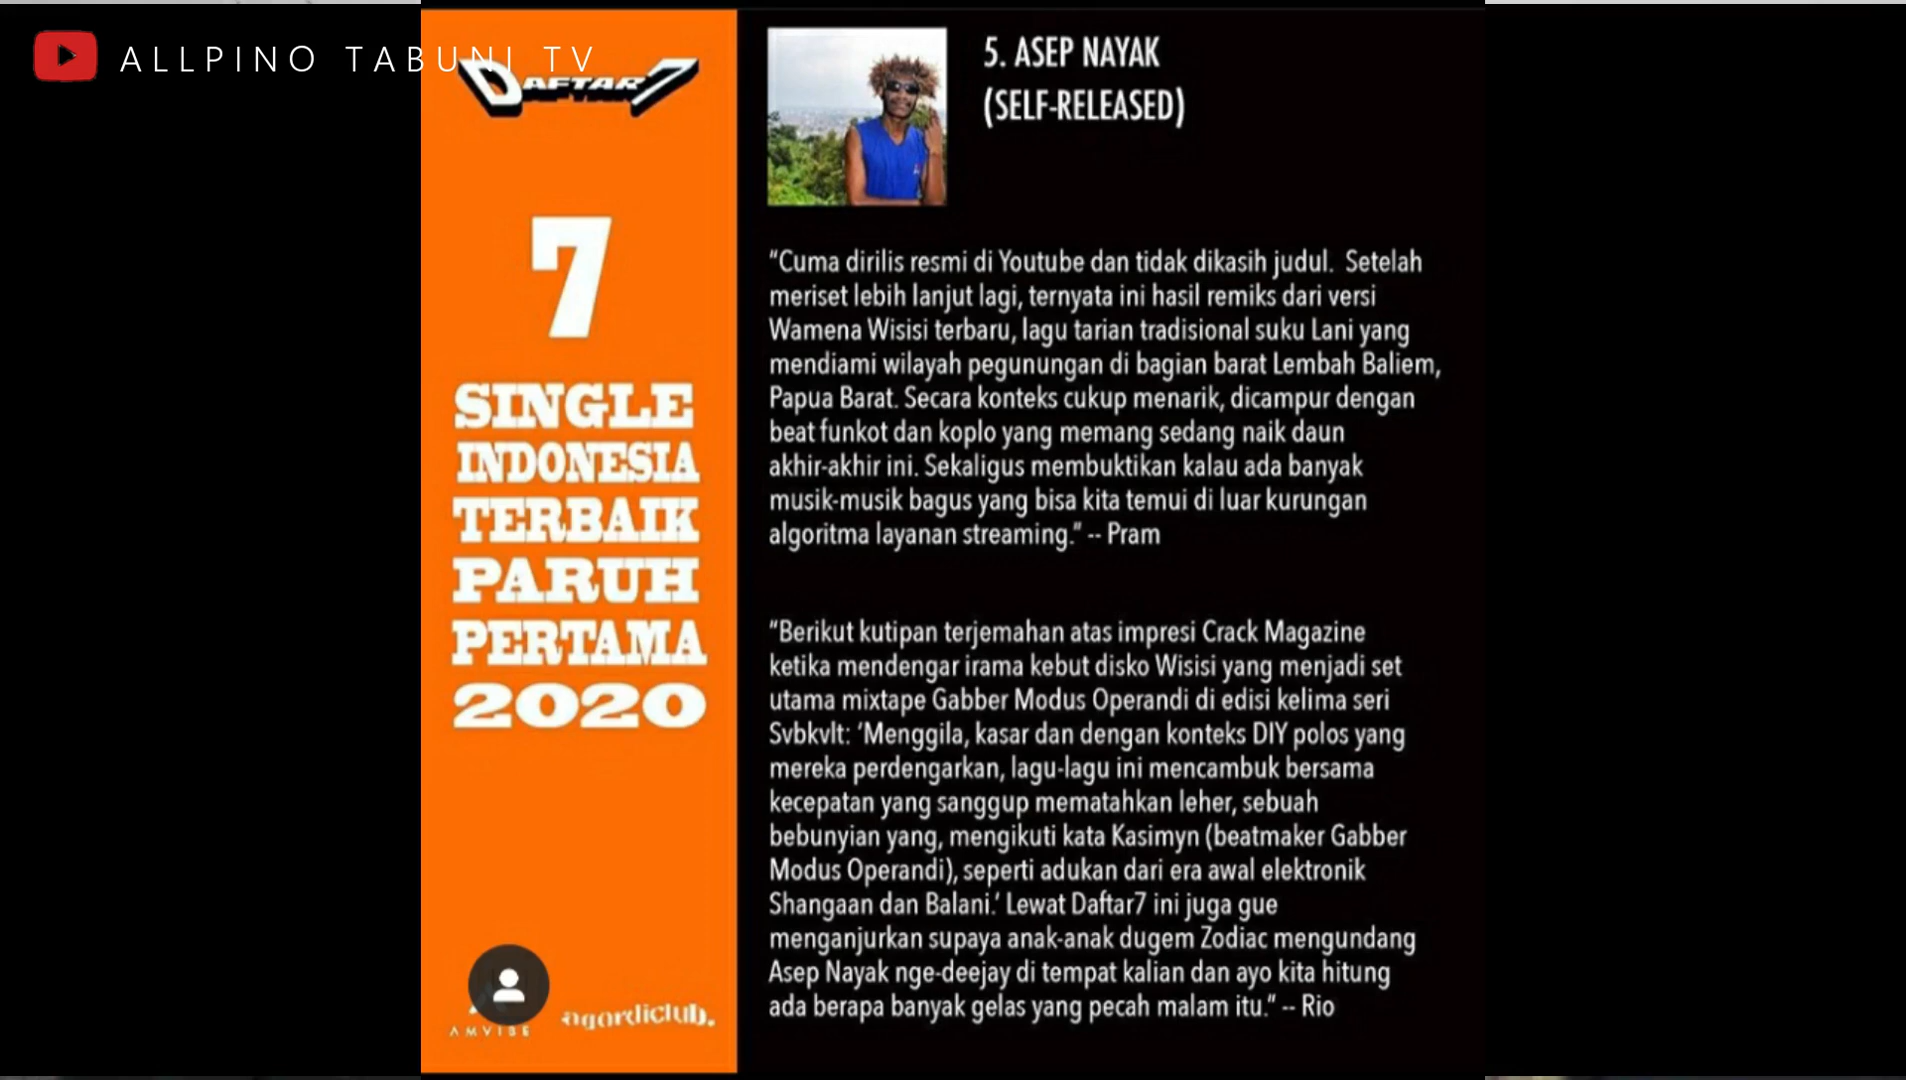 ALLPINO TABUNI TV
DAFTAR7
7
SINGLE
INDONESIA
TERBAIK
PARUH
PERTAMA
2020
AMVIBE
agordiclub.
5. ASEP NAYAK
(SELF-RELEASED)
“Cuma dirilis resmi di Youtube dan tidak dikasih judul. Setelah
meriset lebih lanjut lagi, ternyata ini hasil remiks dari versi
Wamena Wisisi terbaru, lagu tarian tradisional suku Lani yang
mendiami wilayah pegunungan di bagian barat Lembah Baliem,
Papua Barat. Secara konteks cukup menarik, dicampur dengan
beat funkot dan koplo yang memang sedang naik daun
akhir-akhir ini. Sekaligus membuktikan kalau ada banyak
musik-musik bagus yang bisa kita temui di luar kurungan
algoritma layanan streaming.” -- Pram
“Berikut kutipan terjemahan atas impresi Crack Magazine
ketika mendengar irama kebut disko Wisisi yang menjadi set
utama mixtape Gabber Modus Operandi di edisi kelima seri
Svbkvlt: ‘Menggila, kasar dan dengan konteks DIY polos yang
mereka perdengarkan, lagu-lagu ini mencambuk bersama
kecepatan yang sanggup mematahkan leher, sebuah
bebunyian yang, mengikuti kata Kasimyn (beatmaker Gabber
Modus Operandi), seperti adukan dari era awal elektronik
Shangaan dan Balani.’ Lewat Daftar7 ini juga gue
menganjurkan supaya anak-anak dugem Zodiac mengundang
Asep Nayak nge-deejay di tempat kalian dan ayo kita hitung
ada berapa banyak gelas yang pecah malam itu.” -- Rio